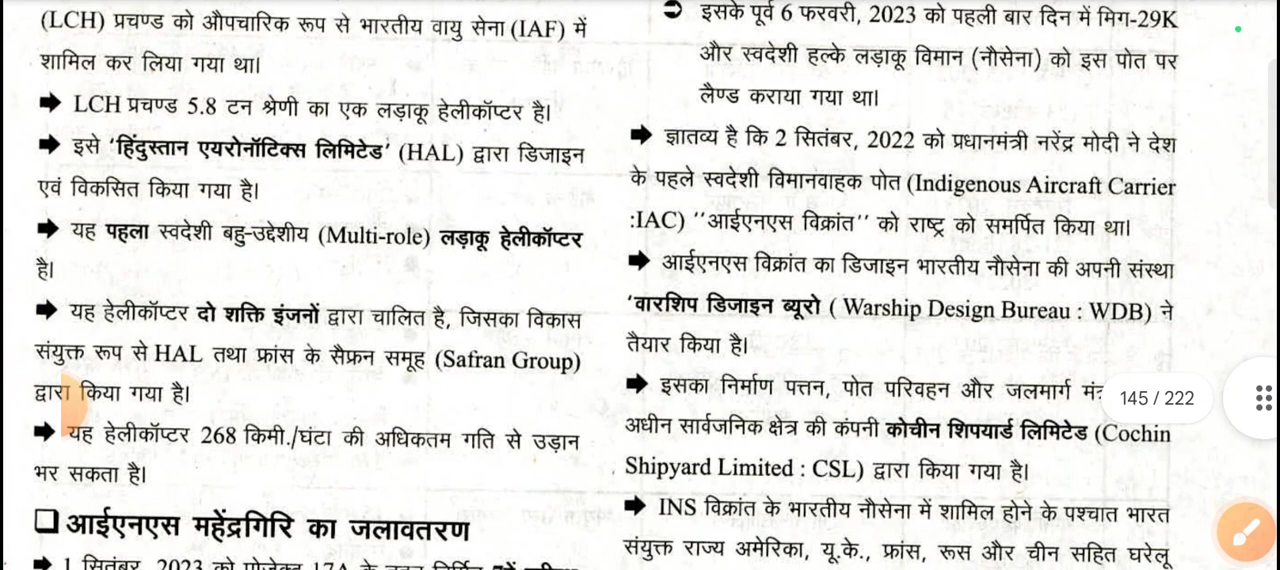 (LCH) प्रचण्ड को औपचारिक रूप से भारतीय वायु सेना (IAF) में
शामिल कर लिया गया था।
➡ LCH प्रचण्ड 5.8 टन श्रेणी का एक लड़ाकू हेलीकॉप्टर है।
➡ इसे 'हिंदुस्तान एयरोनॉटिक्स लिमिटेड' (HAL) द्वारा डिजाइन
एवं विकसित किया गया है।
➡ यह पहला स्वदेशी बहु-उद्देशीय (Multi-role) लड़ाकू हेलीकॉप्टर
है।
➡ यह हेलीकॉप्टर दो शक्ति इंजनों द्वारा चालित है, जिसका विकास
संयुक्त रूप से HAL तथा फ्रांस के सैफ्रन समूह (Safran Group)
द्वारा किया गया है।
➡ यह हेलीकॉप्टर 268 किमी./घंटा की अधिकतम गति से उड़ान
भर सकता है।
❑ आईएनएस महेंद्रगिरि का जलावतरण
➡ 1 सितंबर, 2023 को प्रोजेक्ट 17A के तहत निर्मित
➲ इसके पूर्व 6 फरवरी, 2023 को पहली बार दिन में मिग-29K
और स्वदेशी हल्के लड़ाकू विमान (नौसेना) को इस पोत पर
लैण्ड कराया गया था।
➡ ज्ञातव्य है कि 2 सितंबर, 2022 को प्रधानमंत्री नरेंद्र मोदी ने देश
के पहले स्वदेशी विमानवाहक पोत (Indigenous Aircraft Carrier
:IAC) ''आईएनएस विक्रांत'' को राष्ट्र को समर्पित किया था।
➡ आईएनएस विक्रांत का डिजाइन भारतीय नौसेना की अपनी संस्था
'वारशिप डिजाइन ब्यूरो ( Warship Design Bureau : WDB) ने
तैयार किया है।
➡ इसका निर्माण पत्तन, पोत परिवहन और जलमार्ग
अधीन सार्वजनिक क्षेत्र की कंपनी कोचीन शिपयार्ड लिमिटेड (Cochin
Shipyard Limited : CSL) द्वारा किया गया है।
➡ INS विक्रांत के भारतीय नौसेना में शामिल होने के पश्चात भारत
संयुक्त राज्य अमेरिका, यू.के., फ्रांस, रूस और चीन सहित घरेलू
145 / 222